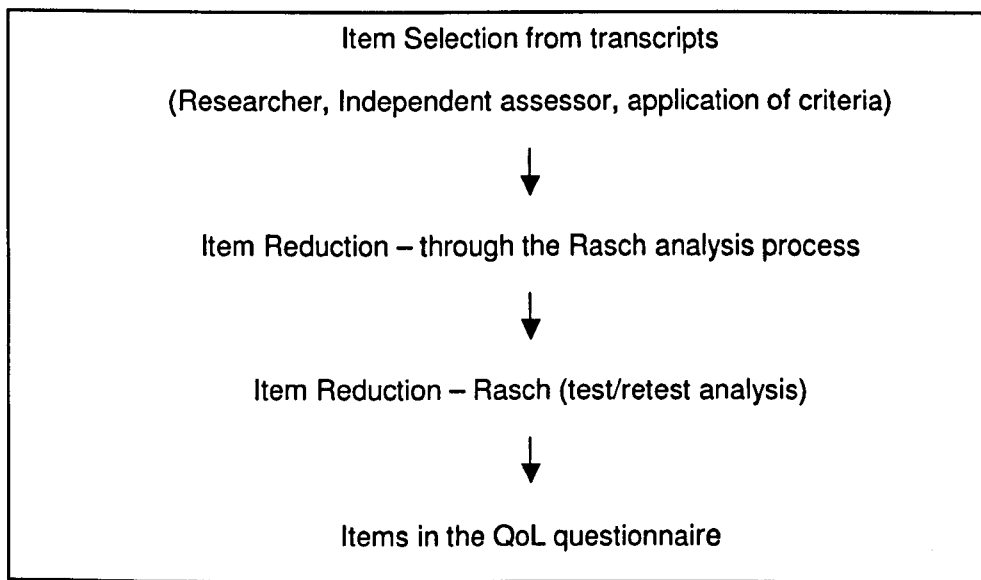 Item Selection from transcripts
(Researcher, Independent assessor, application of criteria)
Item Reduction – through the Rasch analysis process
Item Reduction – Rasch (test/retest analysis)
Items in the QoL questionnaire